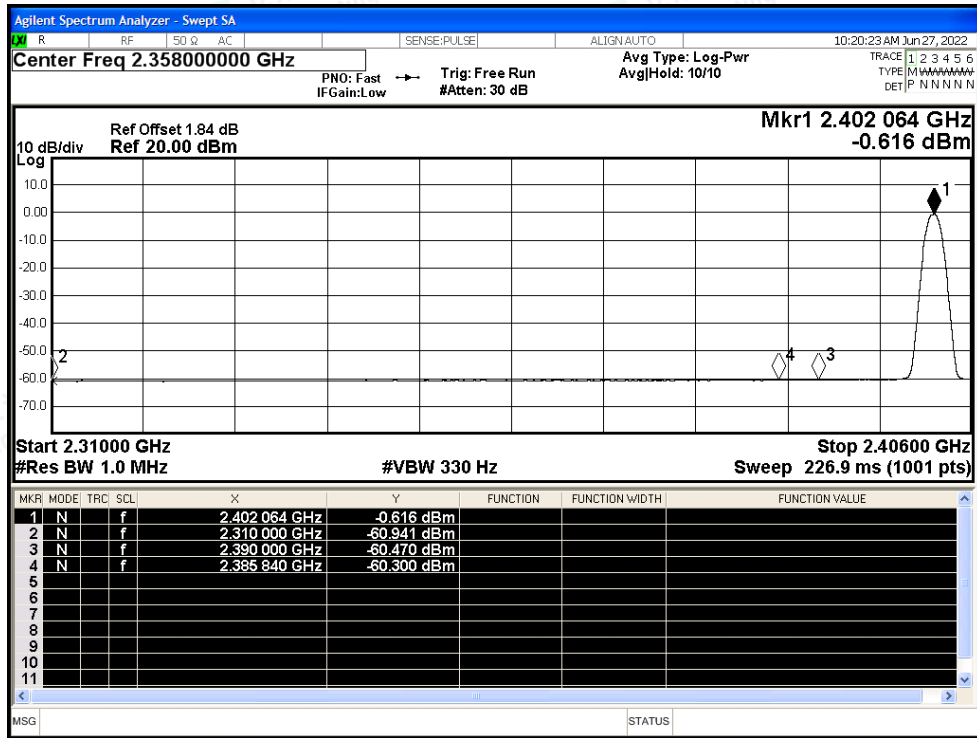 Agilent Spectrum Analyzer - Swept SA
LXI R RF 50 Ω AC SENSE:PULSE ALIGN AUTO 10:20:23 AM Jun 27, 2022
Center Freq 2.358000000 GHz
PNO: Fast
IFGain:Low
Trig: Free Run
#Atten: 30 dB
Avg Type: Log-Pwr
Avg|Hold: 10/10
TRACE 1 2 3 4 5 6
TYPE M
DET P N N N N N
10 dB/div
Log
Ref Offset 1.84 dB
Ref 20.00 dBm
Mkr1 2.402 064 GHz
-0.616 dBm
10.0
0.00
-10.0
-20.0
-30.0
-40.0
-50.0
-60.0
-70.0
1
2
4
3
Start 2.31000 GHz Stop 2.40600 GHz
#Res BW 1.0 MHz #VBW 330 Hz Sweep 226.9 ms (1001 pts)
MKR MODE TRC SCL X Y FUNCTION FUNCTION WIDTH FUNCTION VALUE
1 N f 2.402 064 GHz -0.616 dBm
2 N f 2.310 000 GHz -60.941 dBm
3 N f 2.390 000 GHz -60.470 dBm
4 N f 2.385 840 GHz -60.300 dBm
5
6
7
8
9
10
11
MSG STATUS